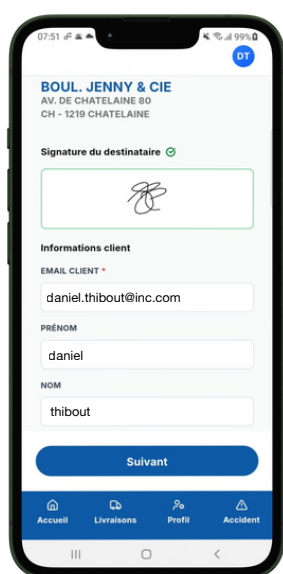 07:51
99%
DT
BOUL. JENNY & CIE
AV. DE CHATELAINE 80
CH - 1219 CHATELAINE
Signature du destinataire
Informations client
EMAIL CLIENT *
daniel.thibout@inc.com
PRÉNOM
daniel
NOM
thibout
Suivant
Accueil Livraisons Profil Accident